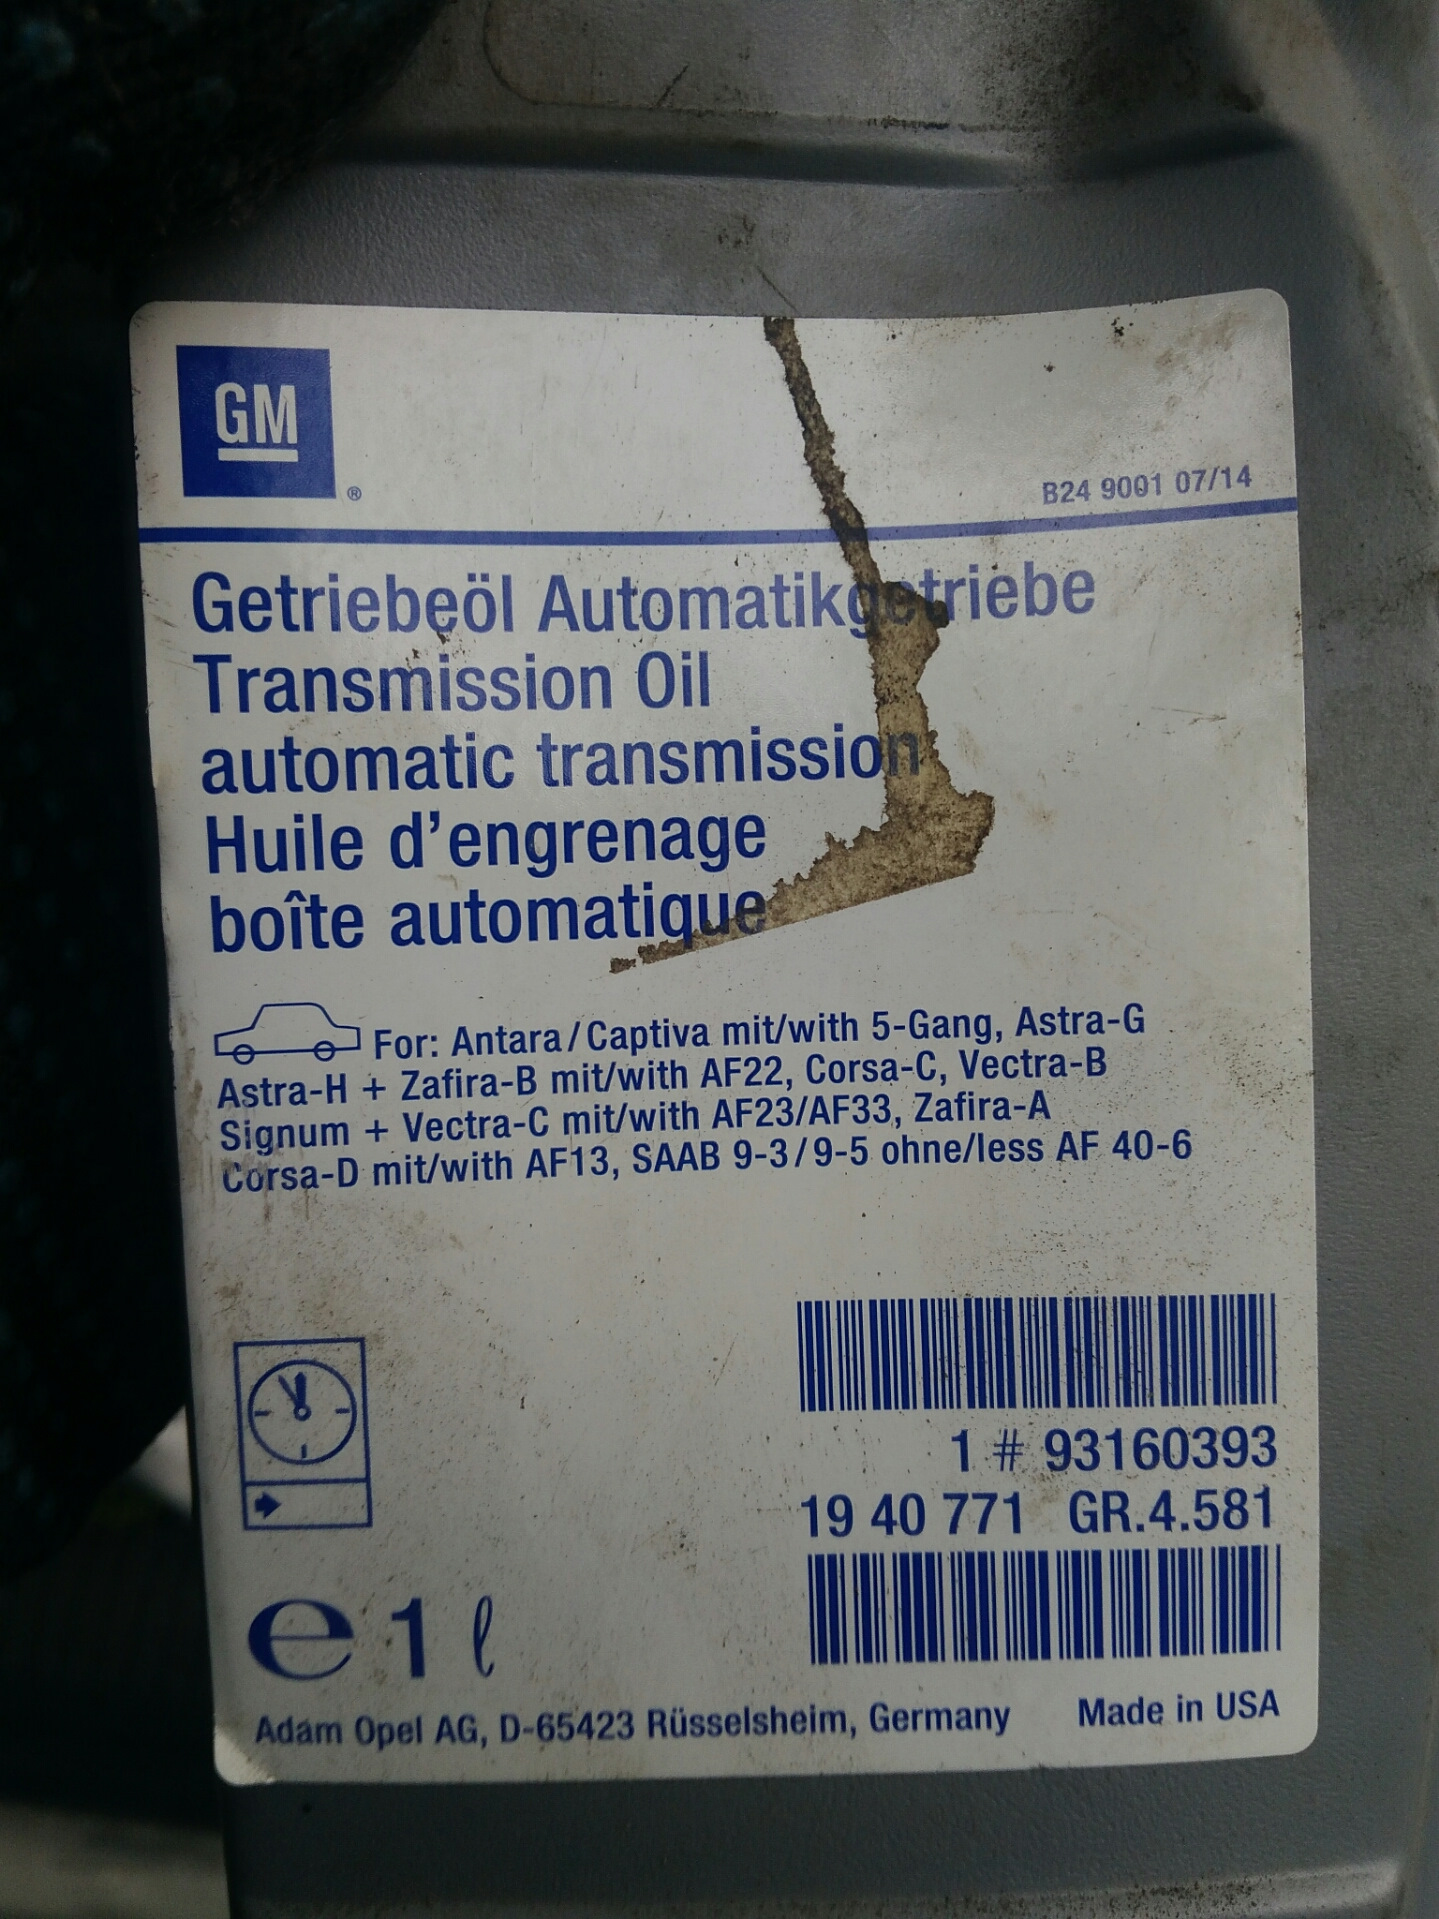 GM
®
B24 9001 07/14
Getriebeöl Automatikgetriebe
Transmission Oil
automatic transmission
Huile d'engrenage
boîte automatique
For: Antara/Captiva mit/with 5-Gang, Astra-G
Astra-H + Zafira-B mit/with AF22, Corsa-C, Vectra-B
Signum + Vectra-C mit/with AF23/AF33, Zafira-A
Corsa-D mit/with AF13, SAAB 9-3/9-5 ohne/less AF 40-6
1 # 93160393
19 40 771 GR.4.581
e 1 ℓ
Adam Opel AG, D-65423 Rüsselsheim, Germany Made in USA